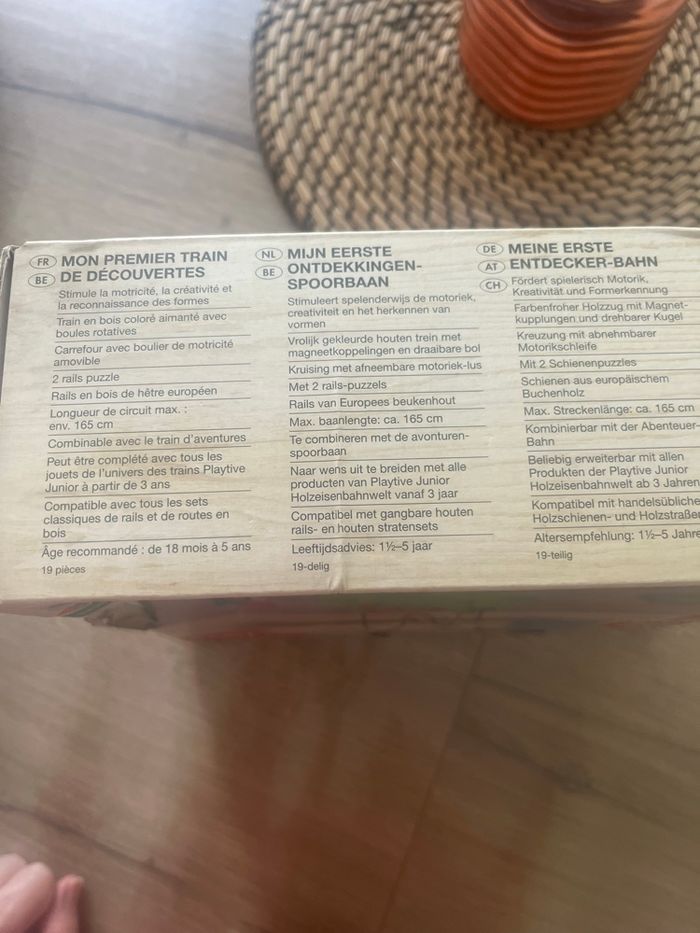 FR BE MON PREMIER TRAIN
DE DÉCOUVERTES
Stimule la motricité, la créativité et
la reconnaissance des formes
Train en bois coloré aimanté avec
boules rotatives
Carrefour avec boulier de motricité
amovible
2 rails puzzle
Rails en bois de hêtre européen
Longueur de circuit max. :
env. 165 cm
Combinable avec le train d'aventures
Peut être complété avec tous les
jouets de l'univers des trains Playtive
Junior à partir de 3 ans
Compatible avec tous les sets
classiques de rails et de routes en
bois
Âge recommandé : de 18 mois à 5 ans
19 pièces
NL BE MIJN EERSTE
ONTDEKKINGEN-
SPOORBAAN
Stimuleert spelenderwijs de motoriek,
creativiteit en het herkennen van
vormen
Vrolijk gekleurde houten trein met
magneetkoppelingen en draaibare bol
Kruising met afneembare motoriek-lus
Met 2 rails-puzzels
Rails van Europees beukenhout
Max. baanlengte: ca. 165 cm
Te combineren met de avonturen-
spoorbaan
Naar wens uit te breiden met alle
producten van Playtive Junior
Holzeisenbahnwelt vanaf 3 jaar
Compatibel met gangbare houten
rails- en houten stratensets
Leeftijdsadvies: 1½–5 jaar
19-delig
DE AT CH MEINE ERSTE
ENTDECKER-BAHN
Fördert spielerisch Motorik,
Kreativität und Formerkennung
Farbenfroher Holzzug mit Magnet-
kupplungen und drehbarer Kugel
Kreuzung mit abnehmbarer
Motorikschleife
Mit 2 Schienenpuzzles
Schienen aus europäischem
Buchenholz
Max. Streckenlänge: ca. 165 cm
Kombinierbar mit der Abenteuer-
Bahn
Beliebig erweiterbar mit allen
Produkten der Playtive Junior
Holzeisenbahnwelt ab 3 Jahren
Kompatibel mit handelsübliche
Holzschienen- und Holzstraßen
Altersempfehlung: 1½–5 Jahre
19-teilig